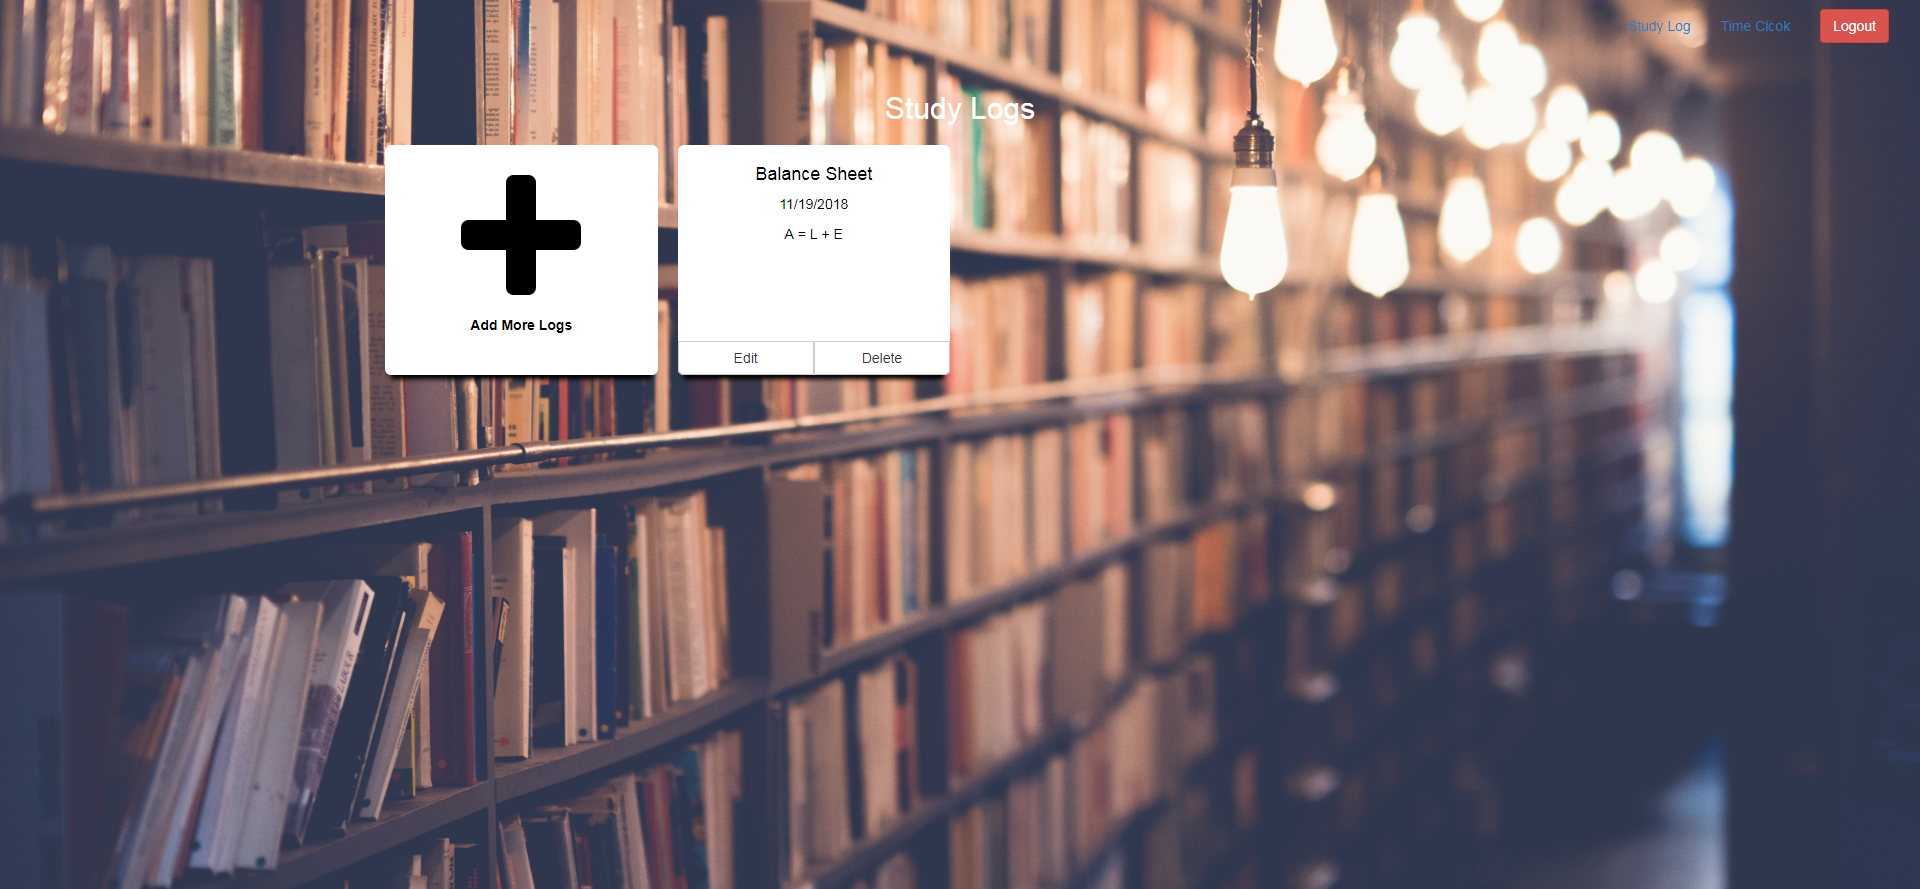 Study Log
Time Clcok
Logout
Study Logs
Add More Logs
Balance Sheet
11/19/2018
A = L + E
Edit
Delete